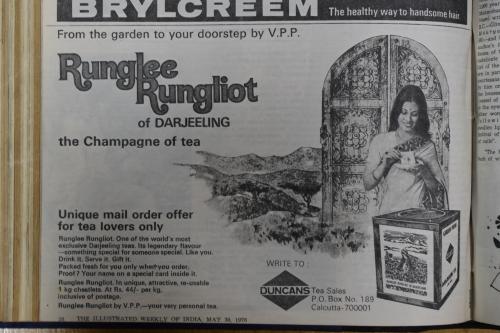 BRYLCREEM The healthy way to handsome hair
From the garden to your doorstep by V.P.P.
Runglee
Rungliot
of DARJEELING
the Champagne of tea
Unique mail order offer
for tea lovers only
Runglee Rungliot. One of the world's most
exclusive Darjeeling teas. Its legendary flavour
—something special for someone special. Like you.
Drink it. Serve it. Gift it.
Packed fresh for you only when you order.
Proof? Your name on a special card inside it.
Runglee Rungliot. In unique, attractive, re-usable
1 kg chestlets. At Rs. 44/- per kg.
inclusive of postage.
Runglee Rungliot by V.P.P.—your very personal tea.
WRITE TO :
DUNCANS Tea Sales
P.O. Box No. 189
Calcutta-700001
THE ILLUSTRATED WEEKLY OF INDIA, MAY 30, 1976